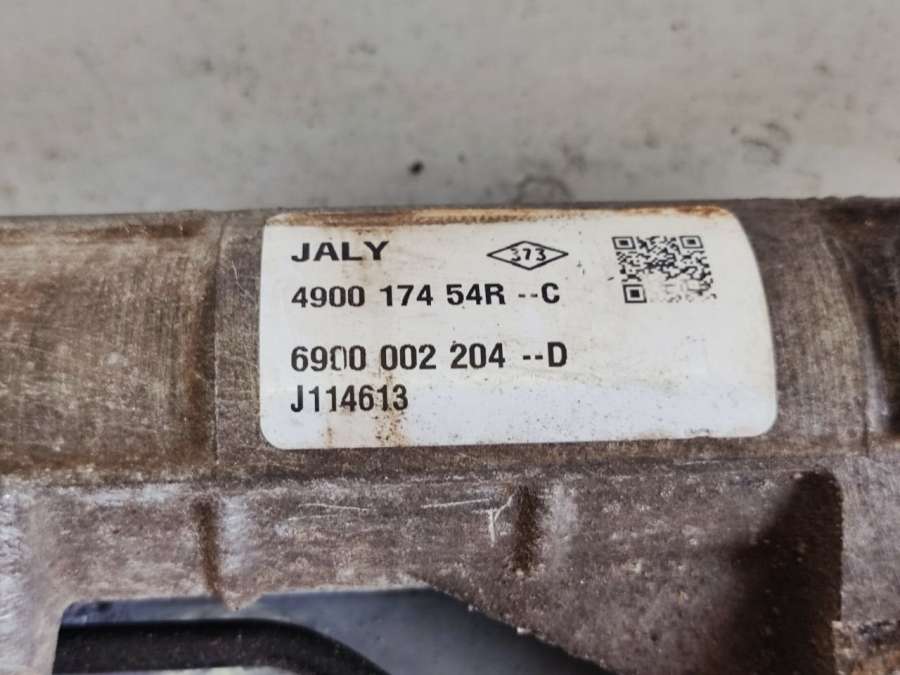 JALY 373
4900 174 54R --C
6900 002 204 --D
J114613